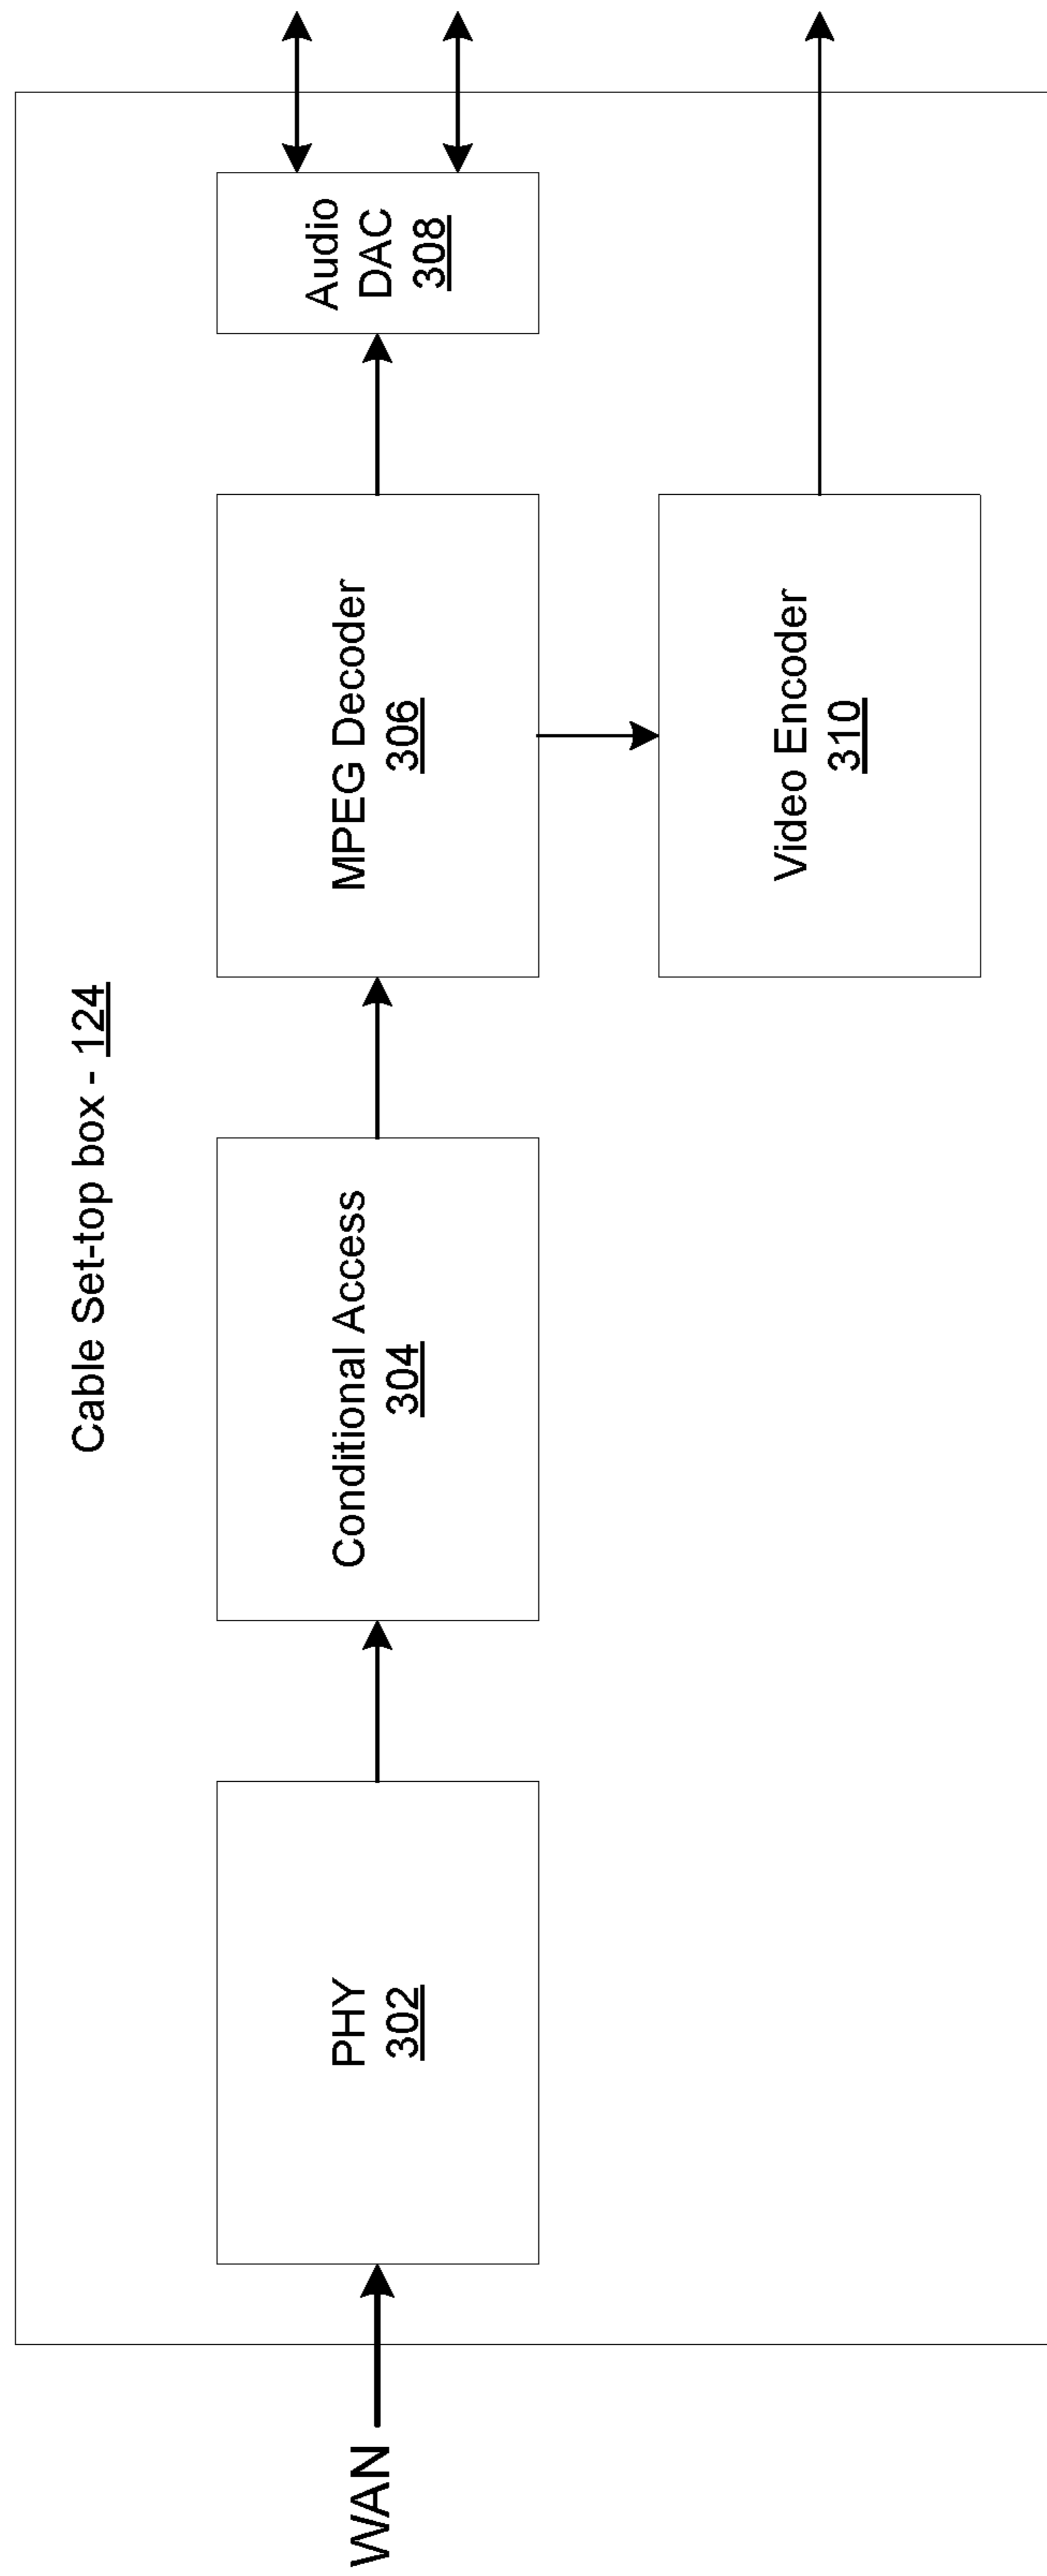 Cable Set-top box - 124
WAN
PHY
302
Conditional Access
304
MPEG Decoder
306
Audio
DAC
308
Video Encoder
310